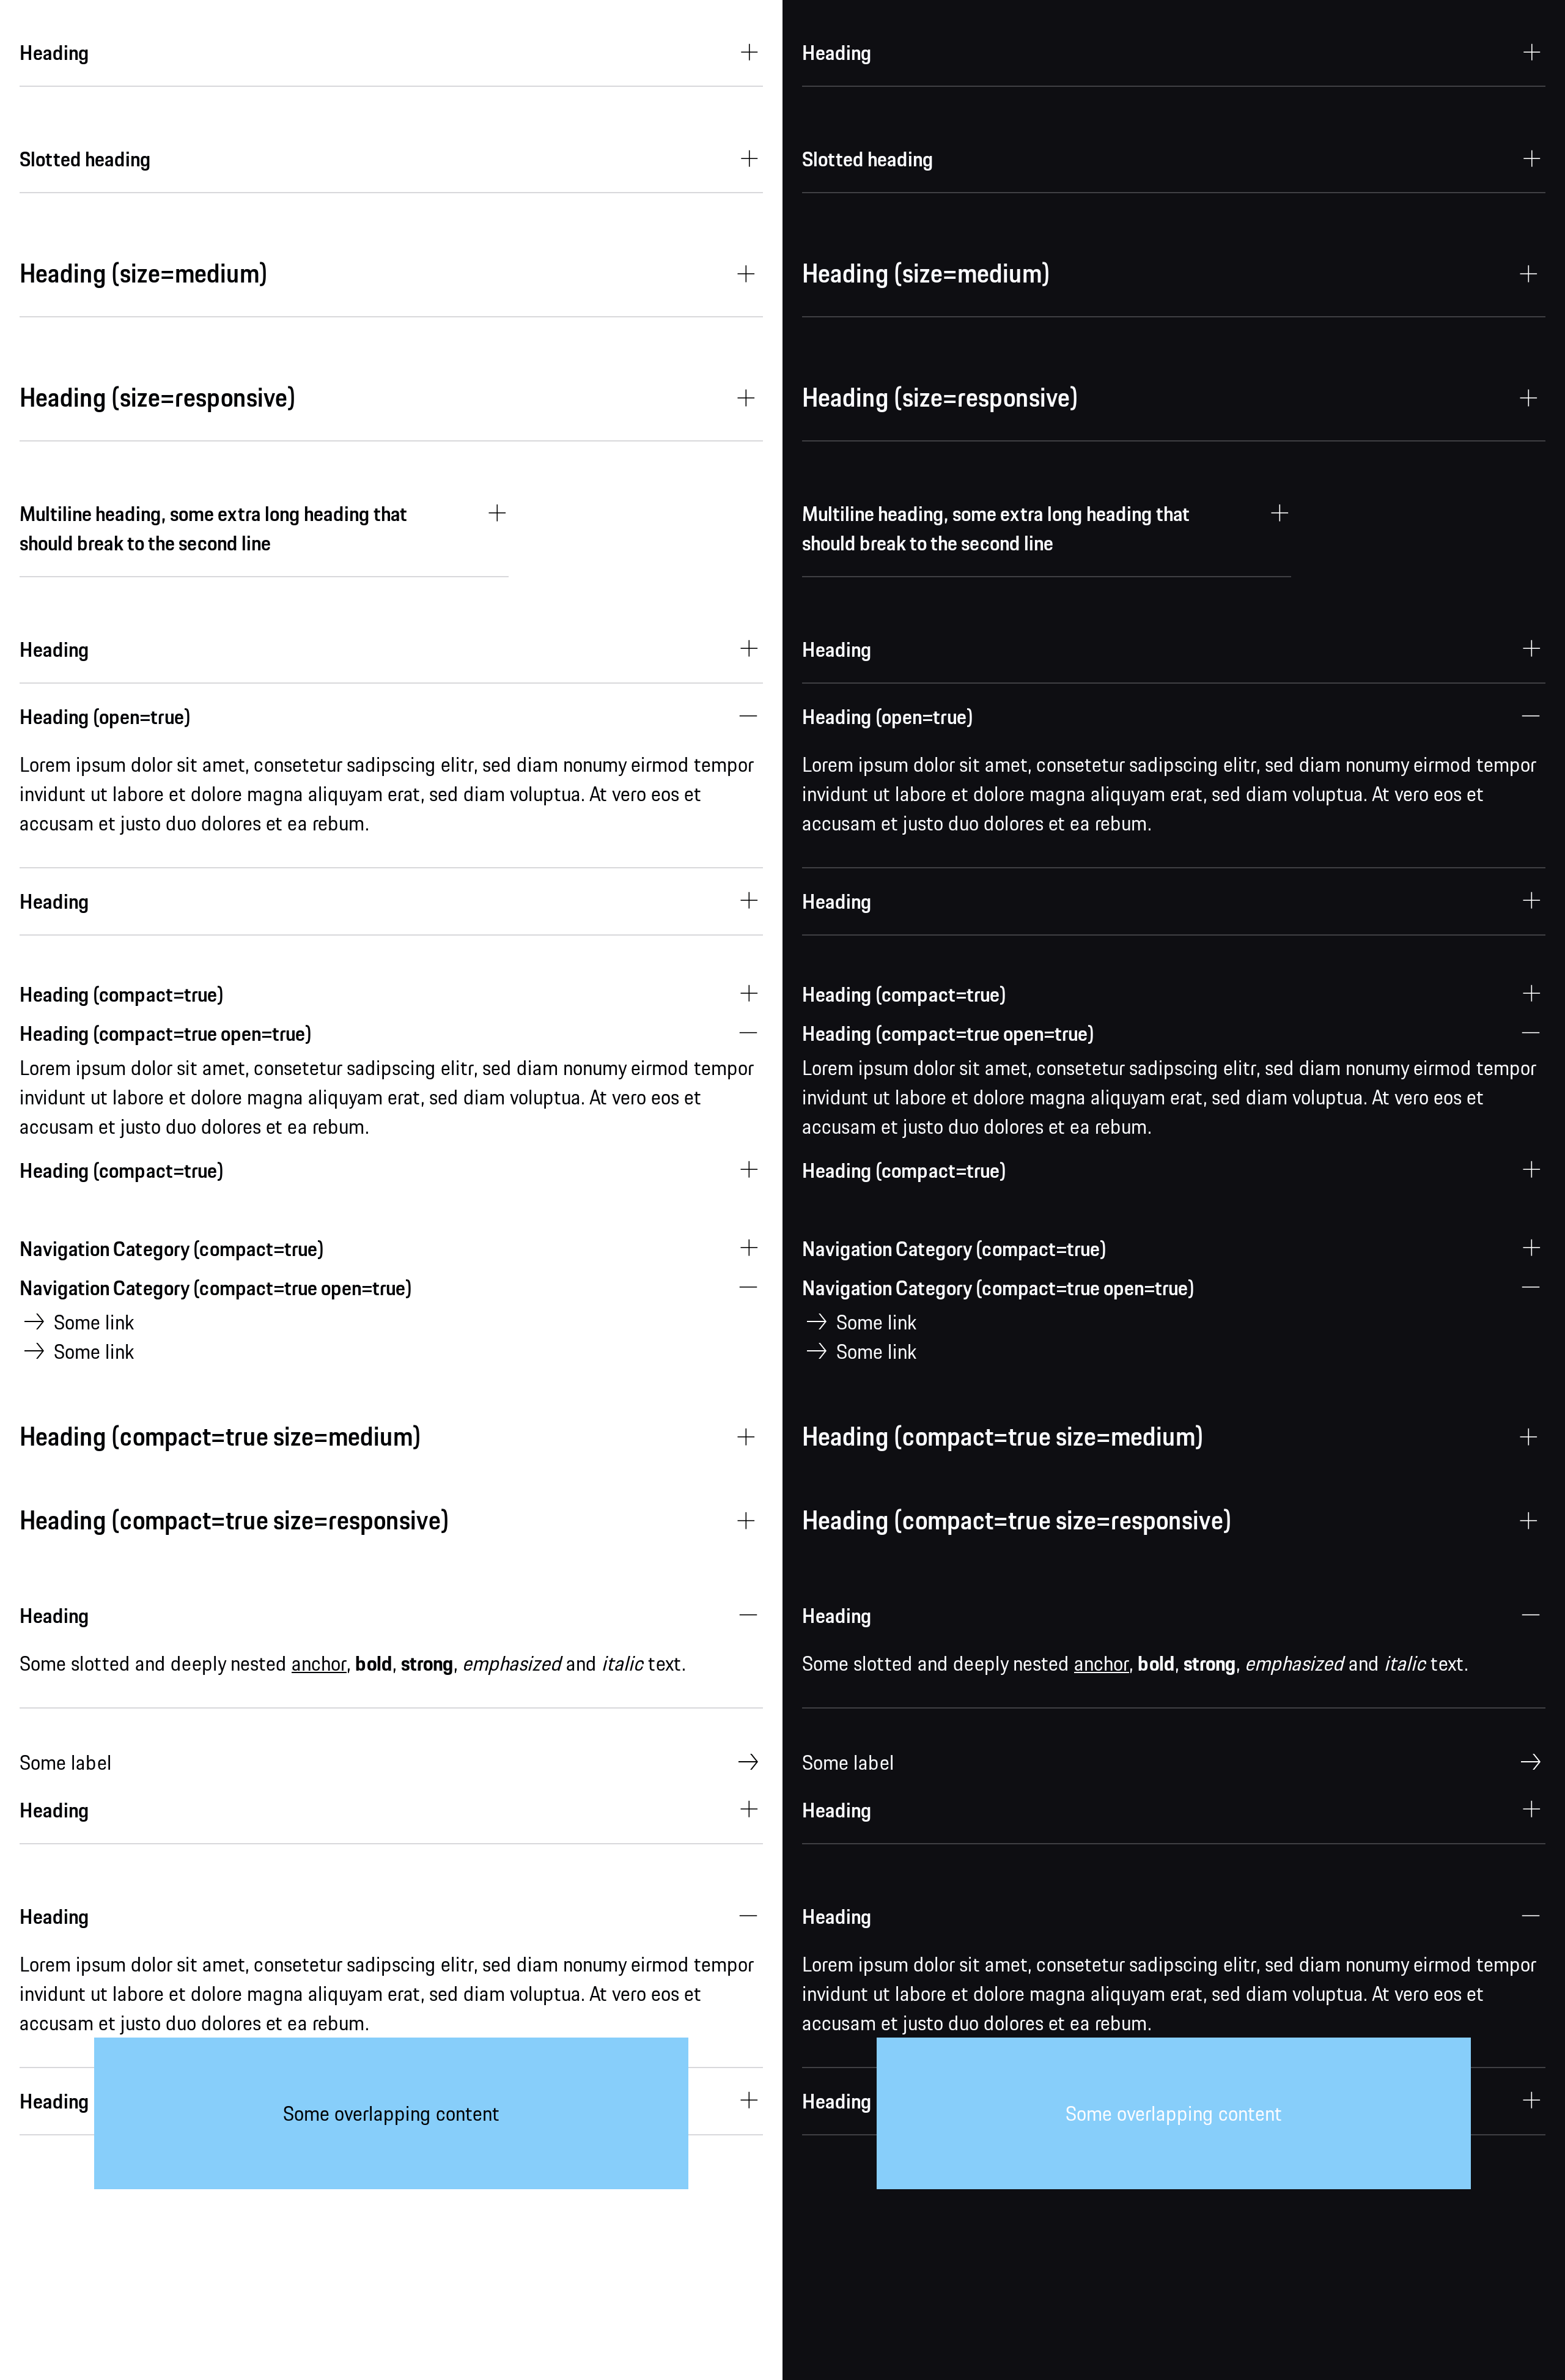 Heading
Slotted heading
Heading (size=medium)
Heading (size=responsive)
Multiline heading, some extra long heading that
should break to the second line
Heading
Heading (open=true)
Lorem ipsum dolor sit amet, consetetur sadipscing elitr, sed diam nonumy eirmod tempor
invidunt ut labore et dolore magna aliquyam erat, sed diam voluptua. At vero eos et
accusam et justo duo dolores et ea rebum.
Heading
Heading (compact=true)
Heading (compact=true open=true)
Lorem ipsum dolor sit amet, consetetur sadipscing elitr, sed diam nonumy eirmod tempor
invidunt ut labore et dolore magna aliquyam erat, sed diam voluptua. At vero eos et
accusam et justo duo dolores et ea rebum.
Heading (compact=true)
Navigation Category (compact=true)
Navigation Category (compact=true open=true)
Some link
Some link
Heading (compact=true size=medium)
Heading (compact=true size=responsive)
Heading
Some slotted and deeply nested anchor, bold, strong, emphasized and italic text.
Some label
Heading
Heading
Lorem ipsum dolor sit amet, consetetur sadipscing elitr, sed diam nonumy eirmod tempor
invidunt ut labore et dolore magna aliquyam erat, sed diam voluptua. At vero eos et
accusam et justo duo dolores et ea rebum.
Heading
Some overlapping content
Heading
Slotted heading
Heading (size=medium)
Heading (size=responsive)
Multiline heading, some extra long heading that
should break to the second line
Heading
Heading (open=true)
Lorem ipsum dolor sit amet, consetetur sadipscing elitr, sed diam nonumy eirmod tempor
invidunt ut labore et dolore magna aliquyam erat, sed diam voluptua. At vero eos et
accusam et justo duo dolores et ea rebum.
Heading
Heading (compact=true)
Heading (compact=true open=true)
Lorem ipsum dolor sit amet, consetetur sadipscing elitr, sed diam nonumy eirmod tempor
invidunt ut labore et dolore magna aliquyam erat, sed diam voluptua. At vero eos et
accusam et justo duo dolores et ea rebum.
Heading (compact=true)
Navigation Category (compact=true)
Navigation Category (compact=true open=true)
Some link
Some link
Heading (compact=true size=medium)
Heading (compact=true size=responsive)
Heading
Some slotted and deeply nested anchor, bold, strong, emphasized and italic text.
Some label
Heading
Heading
Lorem ipsum dolor sit amet, consetetur sadipscing elitr, sed diam nonumy eirmod tempor
invidunt ut labore et dolore magna aliquyam erat, sed diam voluptua. At vero eos et
accusam et justo duo dolores et ea rebum.
Heading
Some overlapping content